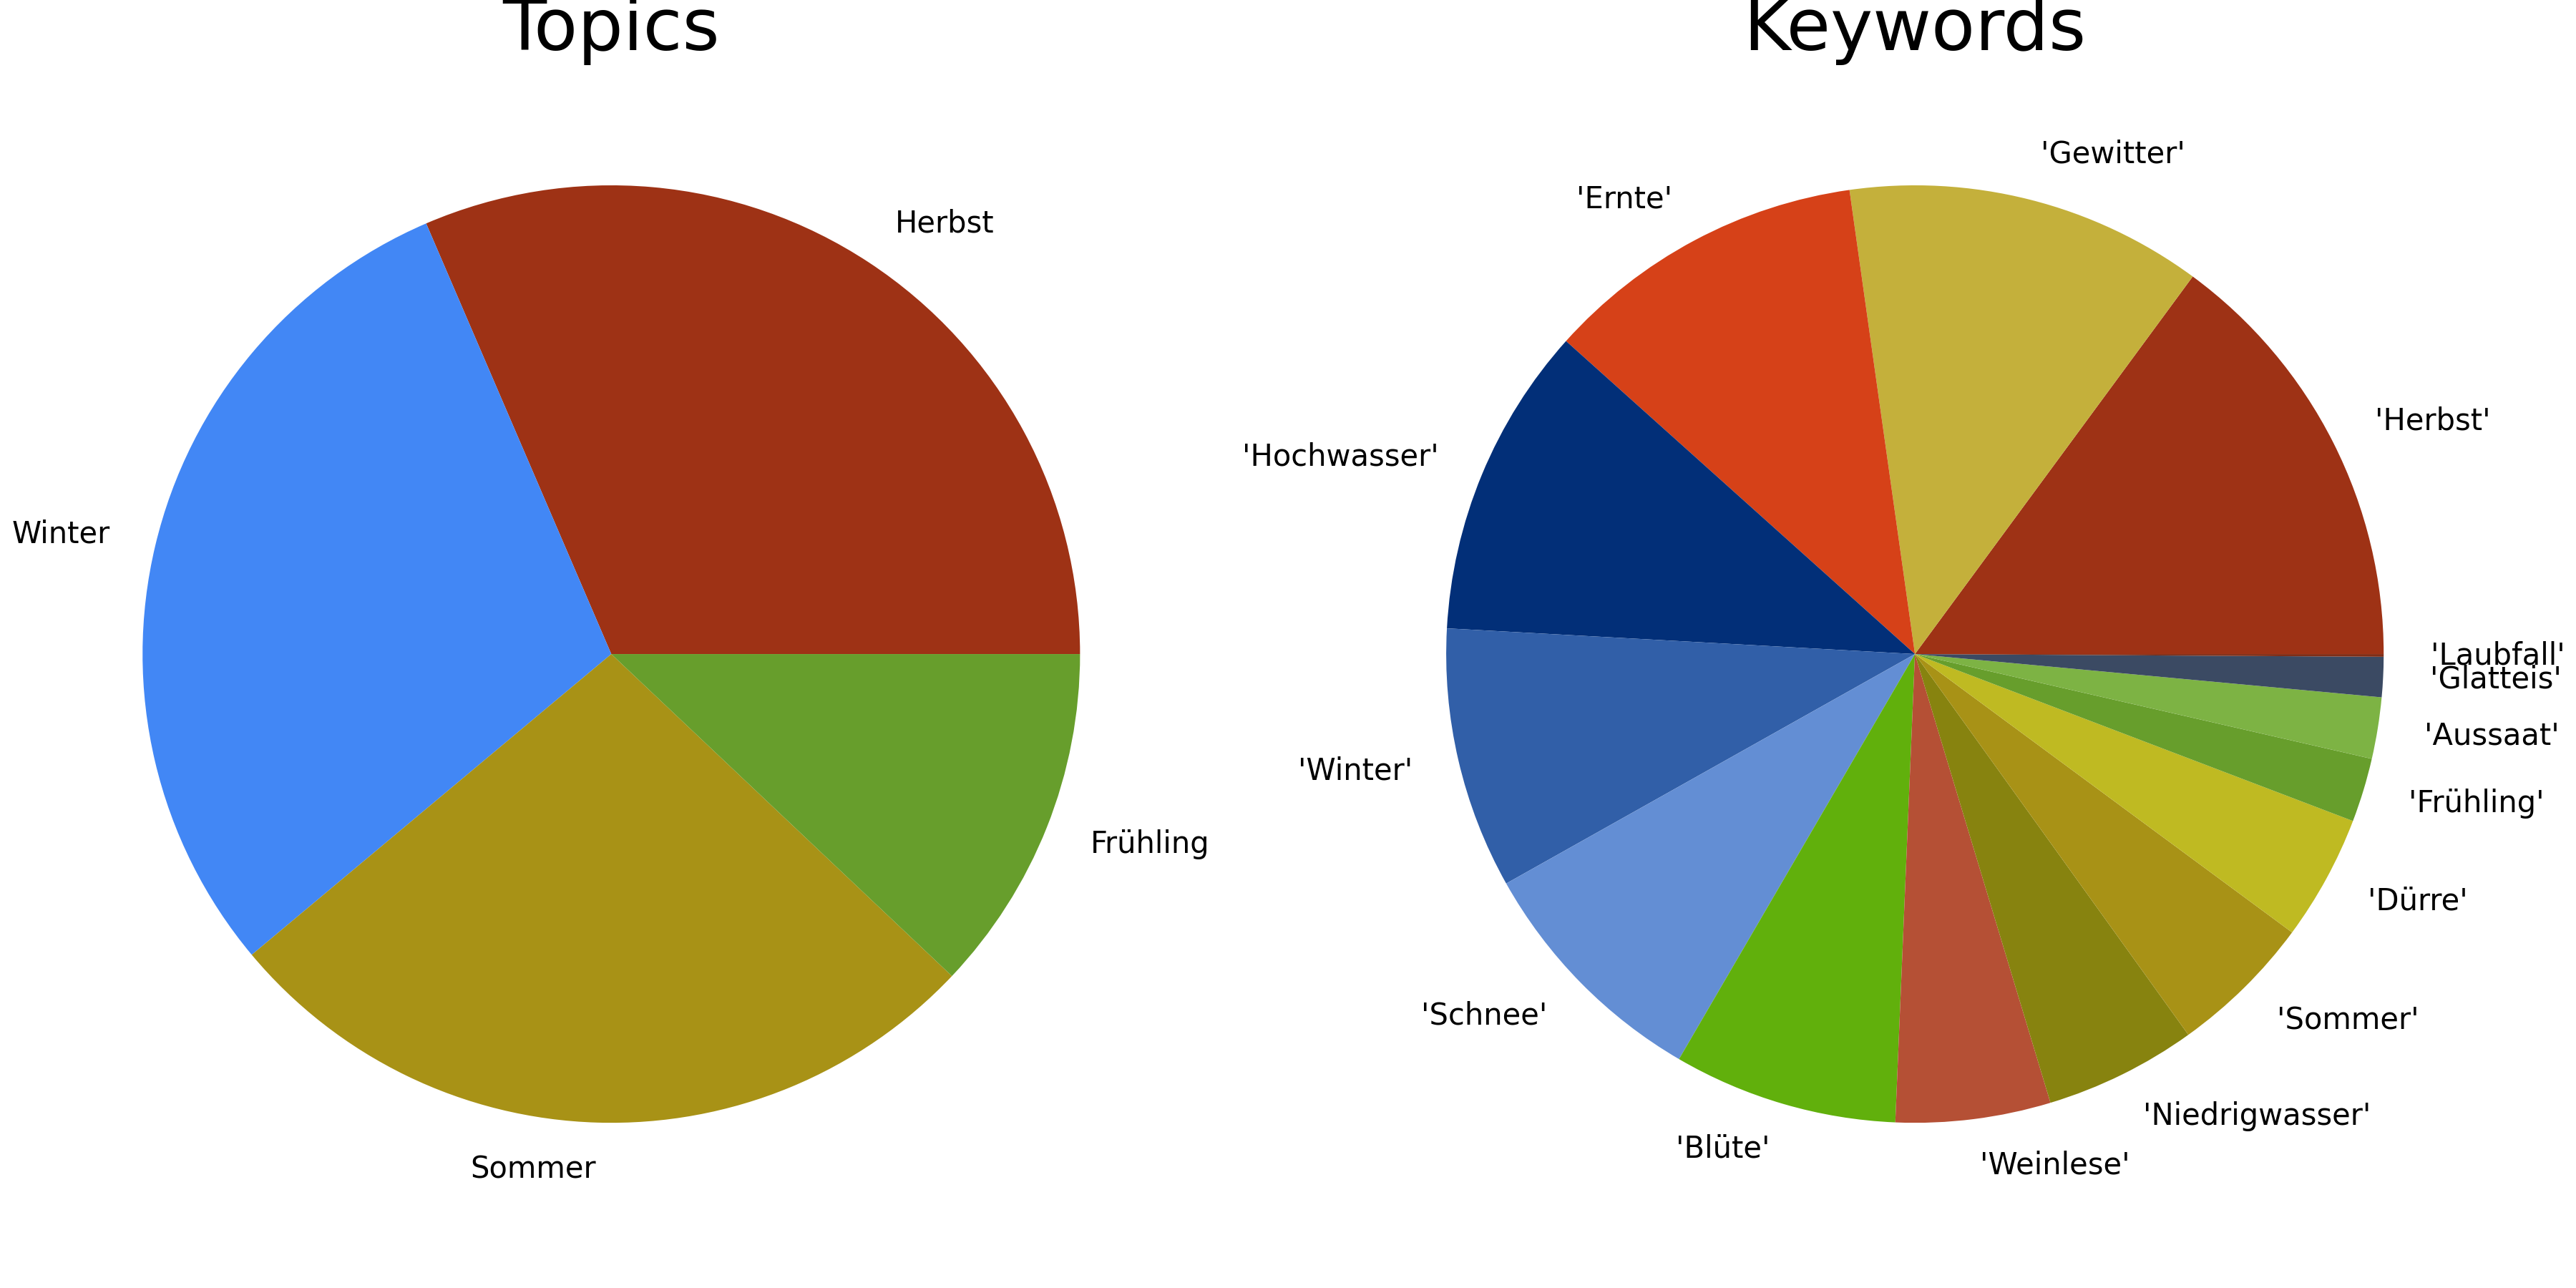 Topics
Herbst
Winter
Sommer
Frühling
Keywords
'Gewitter'
'Ernte'
'Herbst'
'Hochwasser'
'Laubfall'
'Glatteis'
'Aussaat'
'Winter'
'Frühling'
'Dürre'
'Schnee'
'Sommer'
'Niedrigwasser'
'Blüte'
'Weinlese'